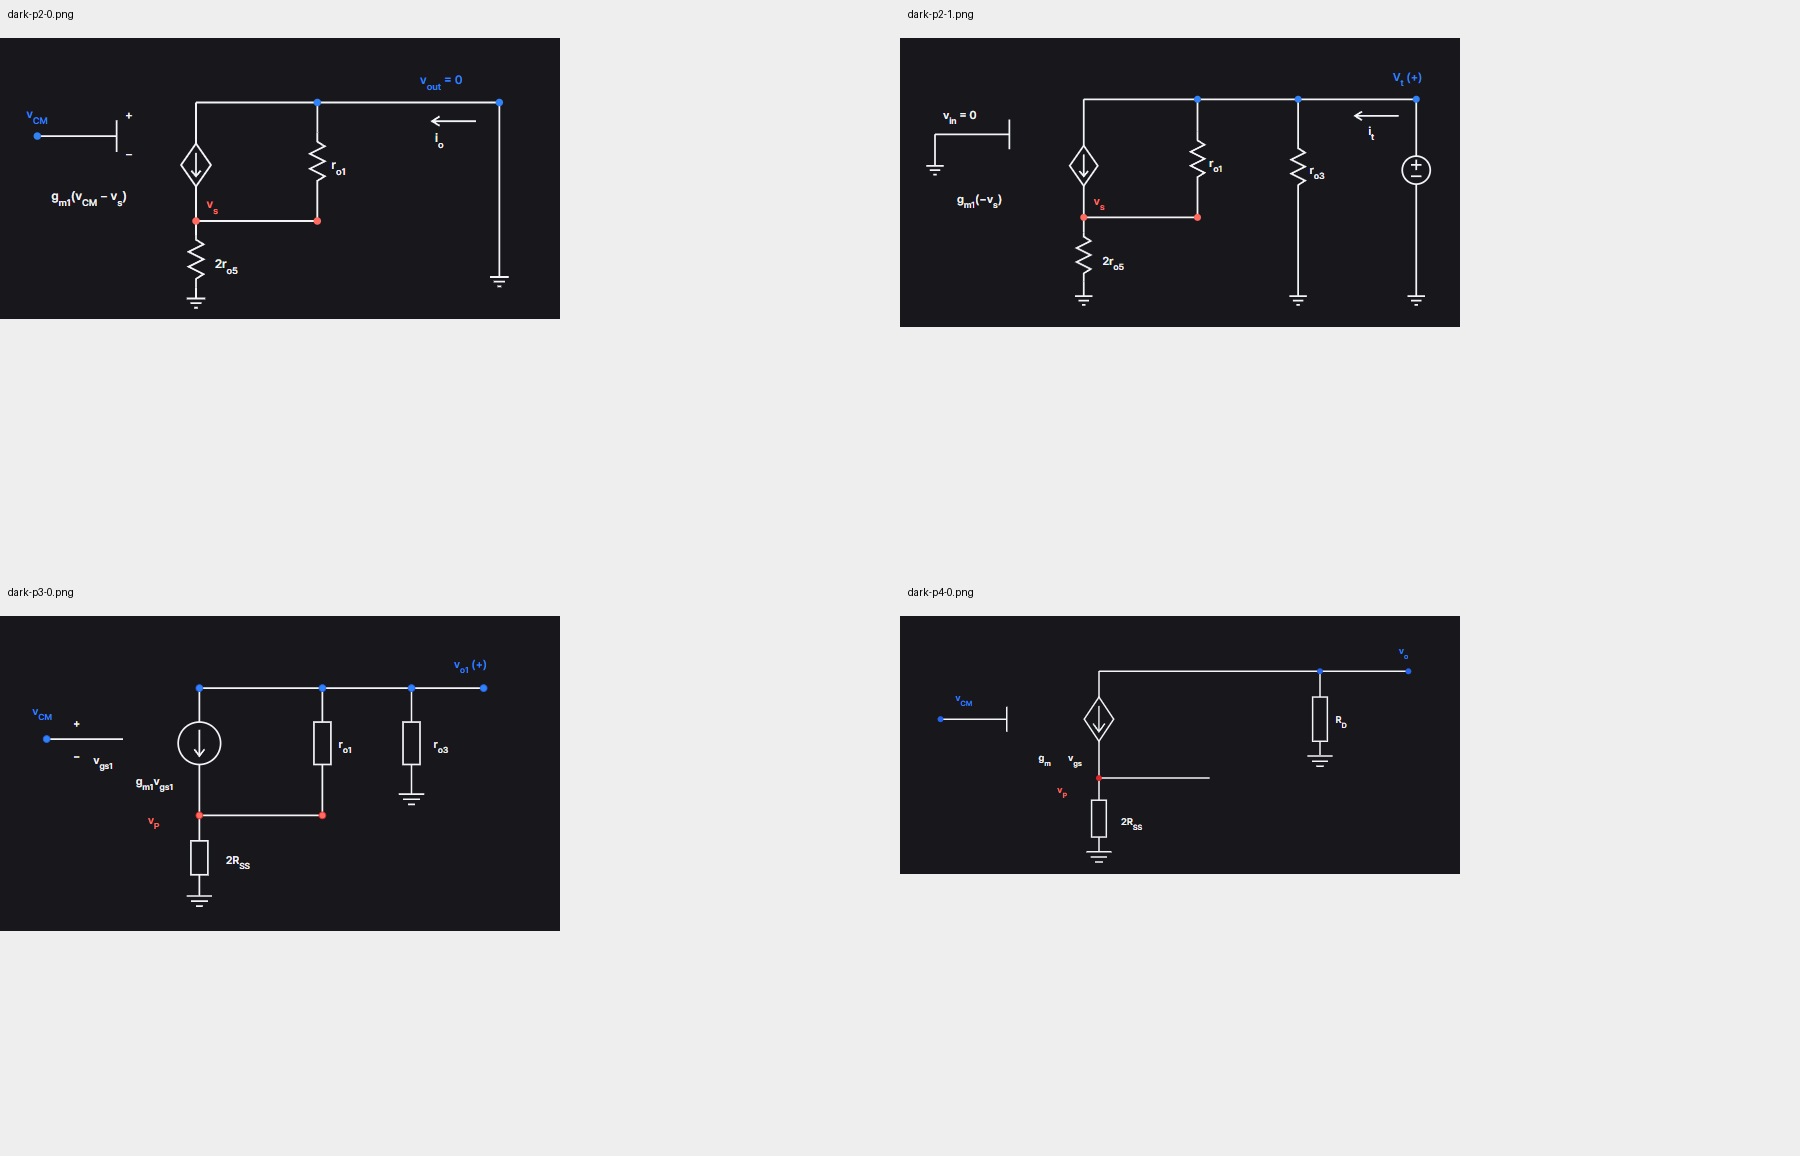 dark-p2-0.png
vout = 0
vCM
+
−
io
ro1
gm1(vCM − vs)
vs
2ro5
dark-p2-1.png
Vt (+)
vin = 0
it
ro1
ro3
+
−
gm1(−vs)
vs
2ro5
dark-p3-0.png
vo1 (+)
vCM
+
−
vgs1
ro1
ro3
gm1vgs1
vP
2RSS
dark-p4-0.png
vo
vCM
RD
gm vgs
vP
2RSS